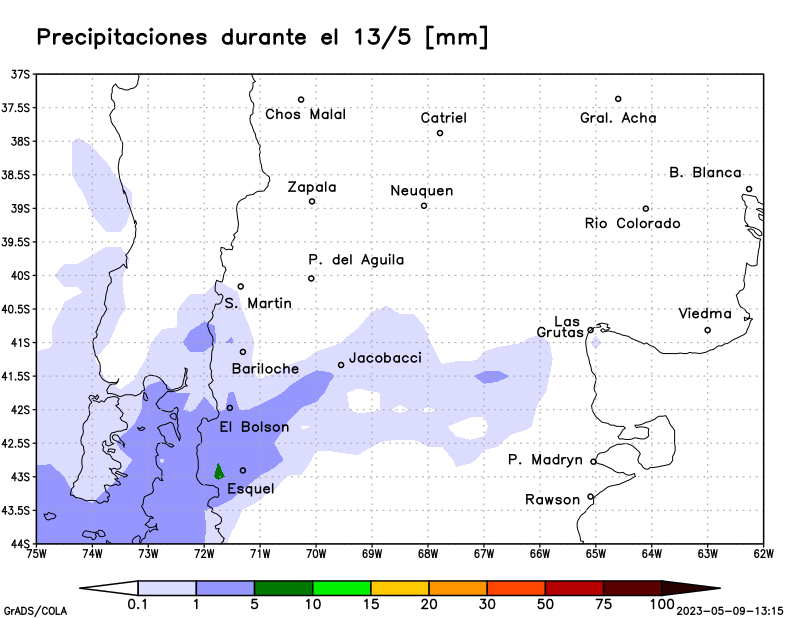 Precipitaciones durante el 13/5 [mm]
37S
37.5S
38S
38.5S
39S
39.5S
40S
40.5S
41S
41.5S
42S
42.5S
43S
43.5S
44S
Chos Malal
Catriel
Gral. Acha
B. Blanca
Zapala
Neuquen
Rio Colorado
P. del Aguila
S. Martin
Viedma
Las
Grutas
Jacobacci
Bariloche
El Bolson
P. Madryn
Esquel
Rawson
75W 74W 73W 72W 71W 70W 69W 68W 67W 66W 65W 64W 63W 62W
0.1 1 5 10 15 20 30 50 75 100
GrADS/COLA
2023-05-09-13:15